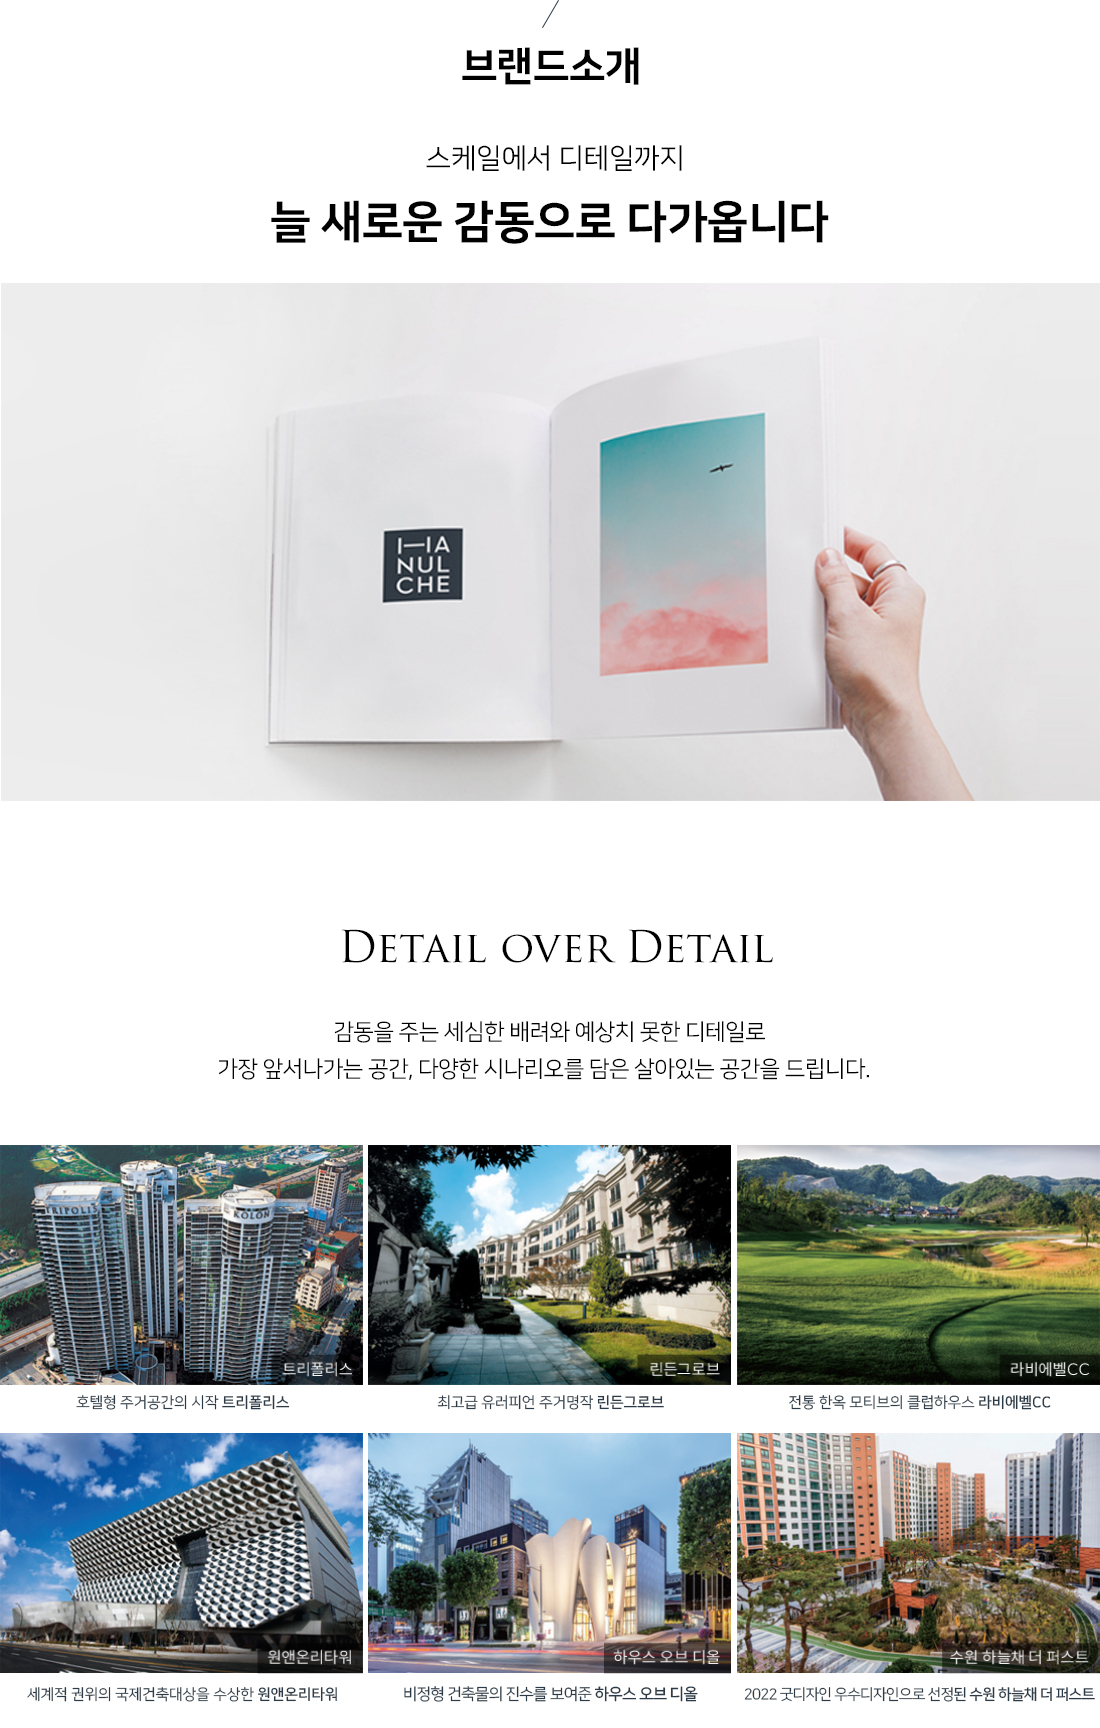 브랜드소개
스케일에서 디테일까지
늘 새로운 감동으로 다가옵니다
HA
NUL
CHE
DETAIL OVER DETAIL
감동을 주는 세심한 배려와 예상치 못한 디테일로
가장 앞서나가는 공간, 다양한 시나리오를 담은 살아있는 공간을 드립니다.
TRIPOLIS
KOLON
트리폴리스
린든그로브
라비에벨CC
호텔형 주거공간의 시작 트리폴리스
최고급 유러피언 주거명작 린든그로브
전통 한옥 모티브의 클럽하우스 라비에벨CC
원앤온리타워
하우스 오브 디올
수원 하늘채 더 퍼스트
세계적 권위의 국제건축대상을 수상한 원앤온리타워
비정형 건축물의 진수를 보여준 하우스 오브 디올
2022 굿디자인 우수디자인으로 선정된 수원 하늘채 더 퍼스트